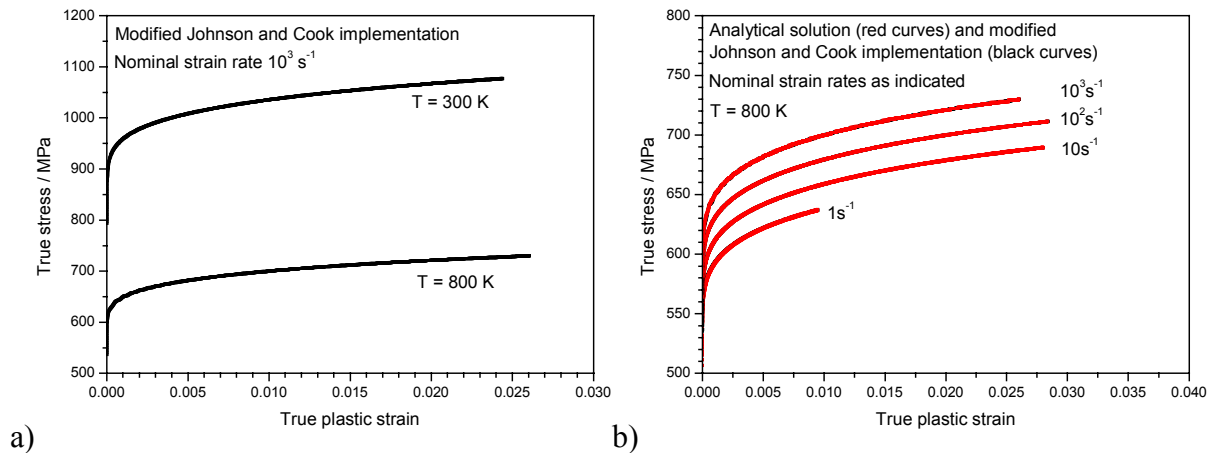 Modified Johnson and Cook implementation
Nominal strain rate 10³ s⁻¹
T = 300 K
T = 800 K
1200
1100
1000
900
800
700
600
500
True stress / MPa
0.000
0.005
0.010
0.015
0.020
0.025
0.030
True plastic strain
a)
Analytical solution (red curves) and modified
Johnson and Cook implementation (black curves)
Nominal strain rates as indicated
T = 800 K
10³s⁻¹
10²s⁻¹
10s⁻¹
1s⁻¹
800
750
700
650
600
550
500
True stress / MPa
0.000
0.005
0.010
0.015
0.020
0.025
0.030
0.035
0.040
True plastic strain
b)